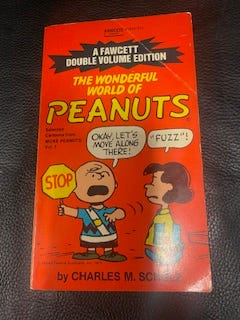 FAWCETT
A FAWCETT
DOUBLE VOLUME EDITION
THE WONDERFUL
WORLD OF
PEANUTS
Selected
Cartoons from
MORE PEANUTS
Vol. 1
OKAY, LET'S
MOVE ALONG
THERE!
"FUZZ"!
STOP
by CHARLES M.